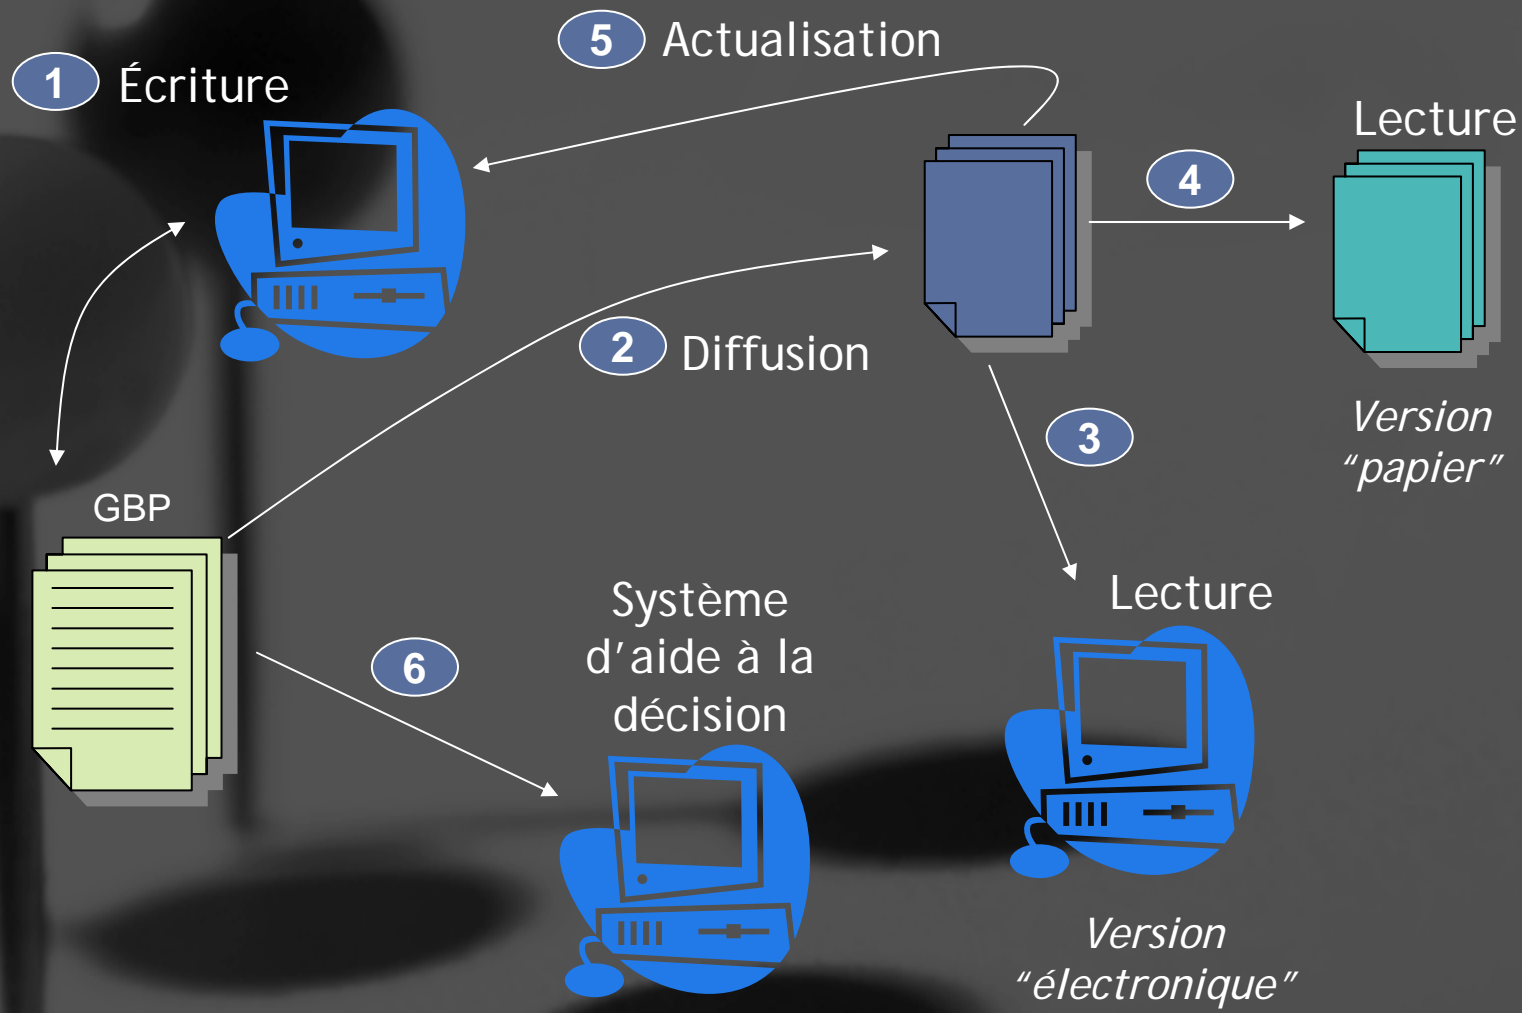 5 Actualisation
1 Écriture
Lecture
4
2 Diffusion
3
Version
“papier”
GBP
Système
d'aide à la
décision
Lecture
6
Version
“électronique”